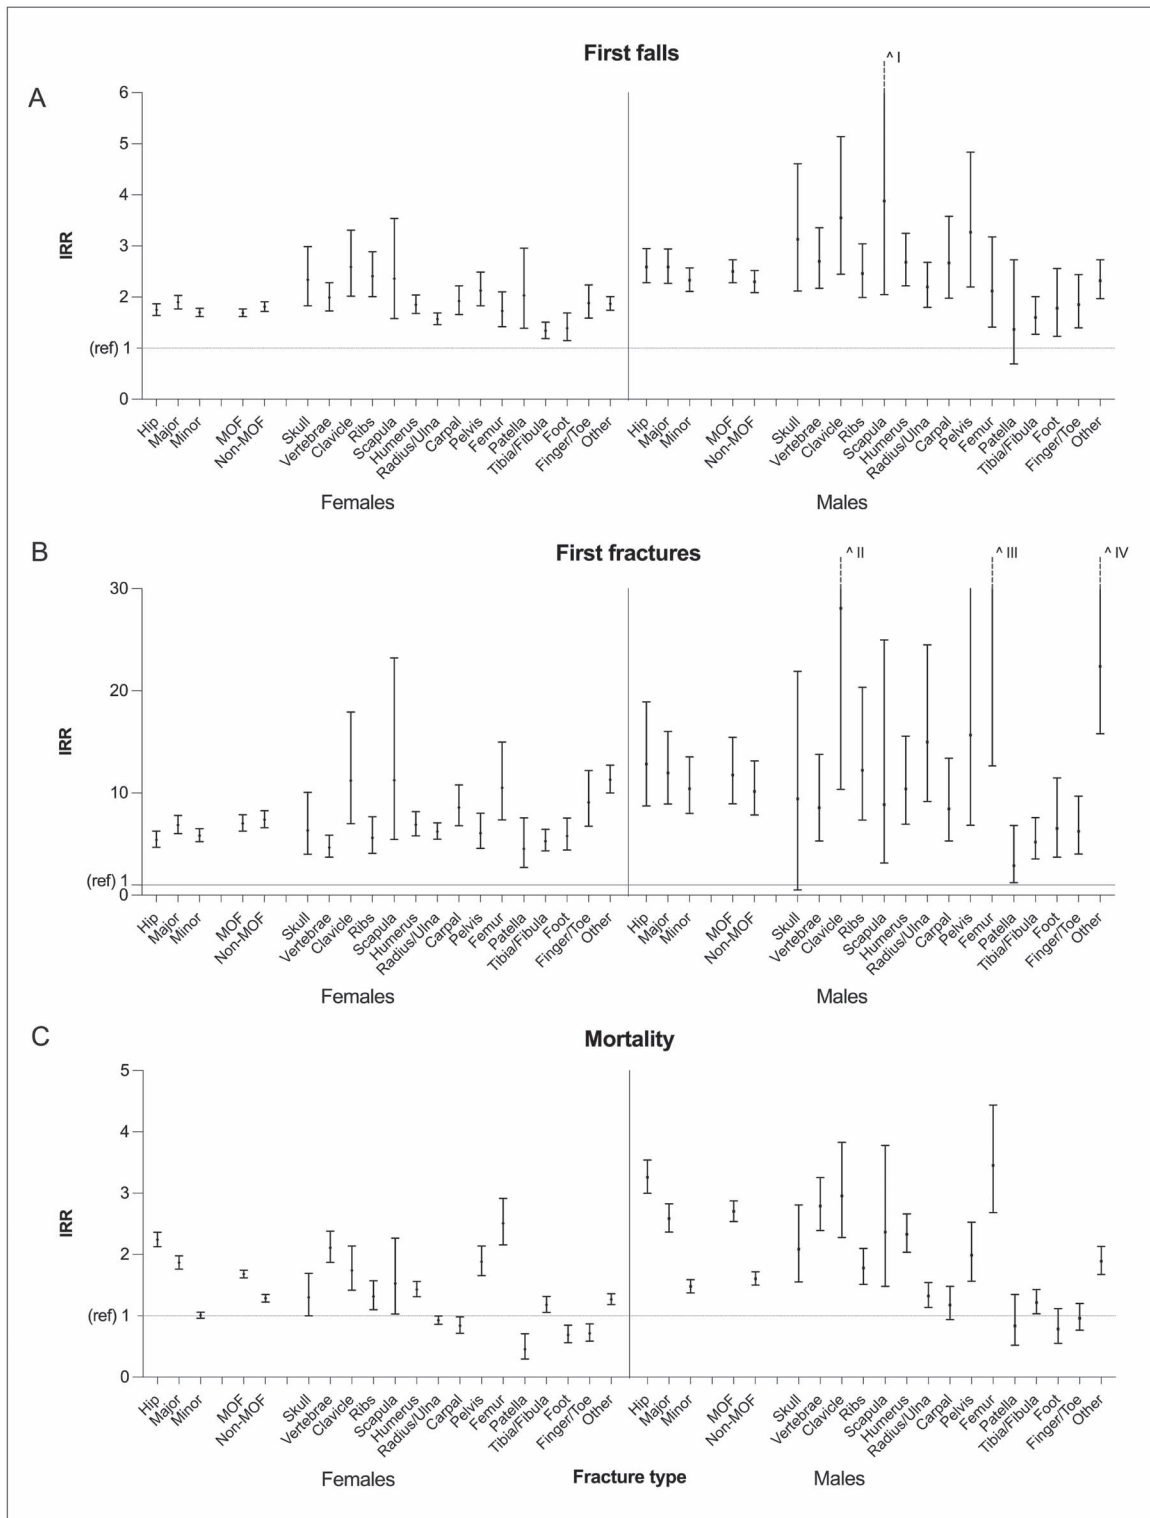 First falls
^ I
A
6
5
4
3
2
(ref) 1
0
IRR
Hip Major Minor MOF Non-MOF Skull Vertebrae Clavicle Ribs Scapula Humerus Radius/Ulna Carpal Pelvis Femur Patella Tibia/Fibula Foot Finger/Toe Other Hip Major Minor MOF Non-MOF Skull Vertebrae Clavicle Ribs Scapula Humerus Radius/Ulna Carpal Pelvis Femur Patella Tibia/Fibula Foot Finger/Toe Other
Females Males
B
First fractures
^ II ^ III ^ IV
30
20
10
(ref) 1
0
IRR
Hip Major Minor MOF Non-MOF Skull Vertebrae Clavicle Ribs Scapula Humerus Radius/Ulna Carpal Pelvis Femur Patella Tibia/Fibula Foot Finger/Toe Other Hip Major Minor MOF Non-MOF Skull Vertebrae Clavicle Ribs Scapula Humerus Radius/Ulna Carpal Pelvis Femur Patella Tibia/Fibula Foot Finger/Toe Other
Females Males
C
Mortality
5
4
3
2
(ref) 1
0
IRR
Hip Major Minor MOF Non-MOF Skull Vertebrae Clavicle Ribs Scapula Humerus Radius/Ulna Carpal Pelvis Femur Patella Tibia/Fibula Foot Finger/Toe Other Hip Major Minor MOF Non-MOF Skull Vertebrae Clavicle Ribs Scapula Humerus Radius/Ulna Carpal Pelvis Femur Patella Tibia/Fibula Foot Finger/Toe Other
Females Fracture type Males